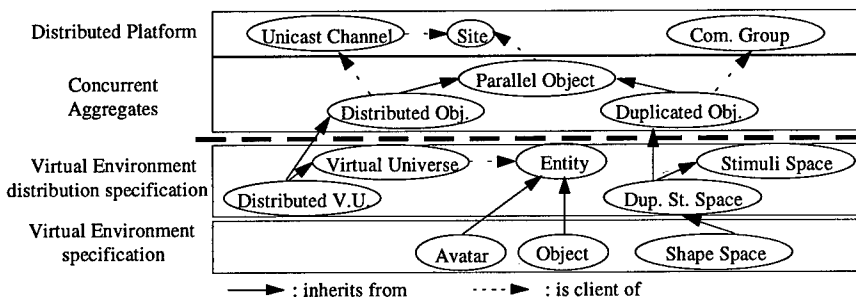 Distributed Platform
Unicast Channel
Site
Com. Group
Concurrent
Aggregates
Parallel Object
Distributed Obj.
Duplicated Obj.
Virtual Environment
distribution specification
Virtual Universe
Entity
Stimuli Space
Distributed V.U.
Dup. St. Space
Virtual Environment
specification
Avatar
Object
Shape Space
: inherits from
: is client of